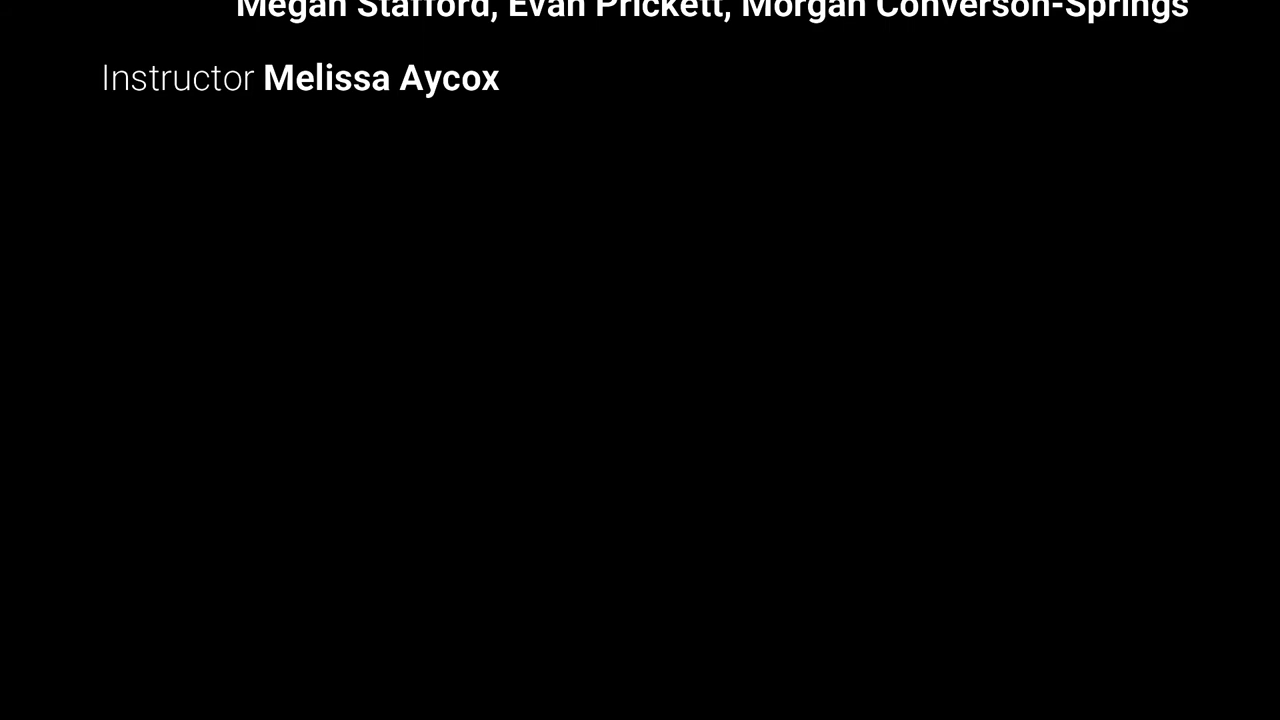 Megan Stafford, Evan Prickett, Morgan Converson-Springs
Instructor Melissa Aycox